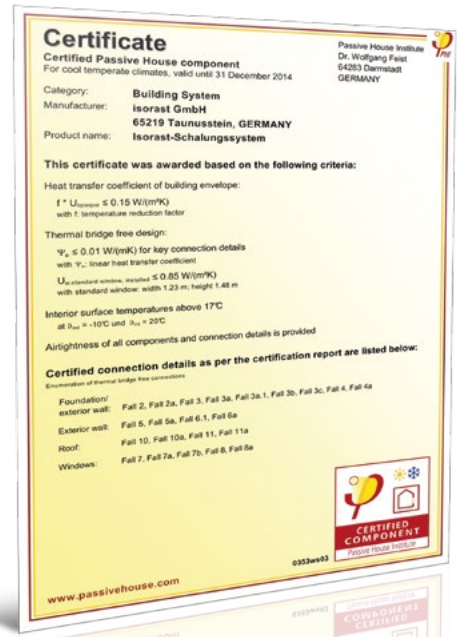 Certificate
Certified Passive House component
For cool temperate climates, valid until 31 December 2014
Passive House Institute
Dr. Wolfgang Feist
64283 Darmstadt
GERMANY
PHI
Category: Building System
Manufacturer: isorast GmbH
65219 Taunusstein, GERMANY
Product name: Isorast-Schalungssystem
This certificate was awarded based on the following criteria:
Heat transfer coefficient of building envelope:
f * Uopaque ≤ 0.15 W/(m²K)
with f: temperature reduction factor
Thermal bridge free design:
Ψa ≤ 0.01 W/(mK) for key connection details
with Ψa: linear heat transfer coefficient
Uw,standard window, installed ≤ 0.85 W/(m²K)
with standard window: width 1.23 m; height 1.48 m
Interior surface temperatures above 17°C
at = -10°C und = 20°C
Airtightness of all components and connection details is provided
Certified connection details as per the certification report are listed below:
Enumeration of thermal bridge free connections
Foundation/
exterior wall: Fall 2, Fall 2a, Fall 3, Fall 3a, Fall 3a.1, Fall 3b, Fall 3c, Fall 4, Fall 4a
Exterior wall: Fall 5, Fall 5a, Fall 6.1, Fall 6a
Roof: Fall 10, Fall 10a, Fall 11, Fall 11a
Windows: Fall 7, Fall 7a, Fall 7b, Fall 8, Fall 8a
CERTIFIED
COMPONENT
Passive House Institute
0353ws03
www.passivehouse.com